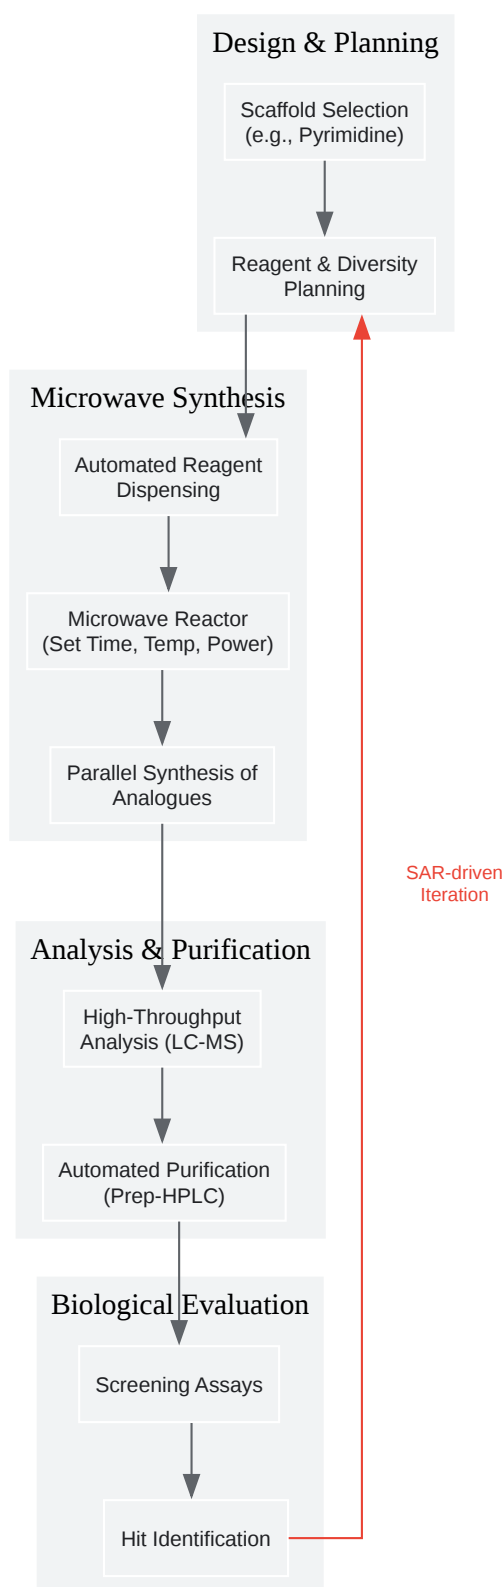 Design & Planning
Scaffold Selection
(e.g., Pyrimidine)
Reagent & Diversity
Planning
Microwave Synthesis
Automated Reagent
Dispensing
Microwave Reactor
(Set Time, Temp, Power)
Parallel Synthesis of
Analogues
SAR-driven
Iteration
Analysis & Purification
High-Throughput
Analysis (LC-MS)
Automated Purification
(Prep-HPLC)
Biological Evaluation
Screening Assays
Hit Identification